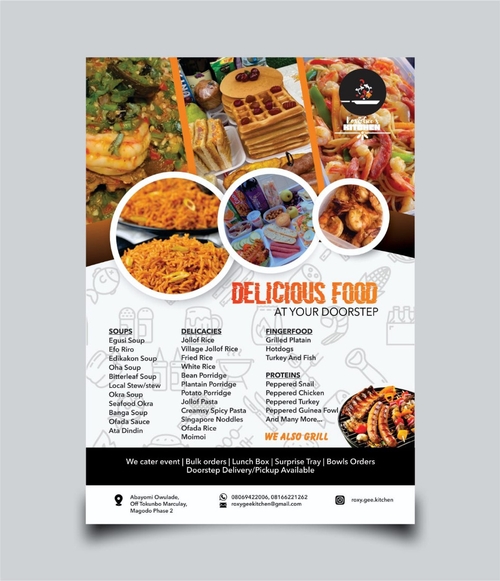 KITCHEN
DELICIOUS FOOD
AT YOUR DOORSTEP
SOUPS
Egusi Soup
Efo Riro
Edikakon Soup
Oha Soup
Bitterleaf Soup
Local Stew/stew
Okra Soup
Seafood Okra
Banga Soup
Ofada Sauce
Ata Dindin
DELICACIES
Jollof Rice
Village Jollof Rice
Fried Rice
White Rice
Bean Porridge
Plantain Porridge
Potato Porridge
Jollof Pasta
Creamsy Spicy Pasta
Singapore Noddles
Ofada Rice
Moimoi
FINGERFOOD
Grilled Platain
Hotdogs
Turkey And Fish
PROTEINS
Peppered Snail
Peppered Chicken
Peppered Turkey
Peppered Guinea Fowl
And Many More....
WE ALSO GRILL
We cater event | Bulk orders | Lunch Box | Surprise Tray | Bowls Orders
Doorstep Delivery/Pickup Available
Abayomi Owulade,
Off Tokunbo Marculay,
Magodo Phase 2
08069422006, 08166221262
roxygeekitchen@gmail.com
roxy.gee.kitchen